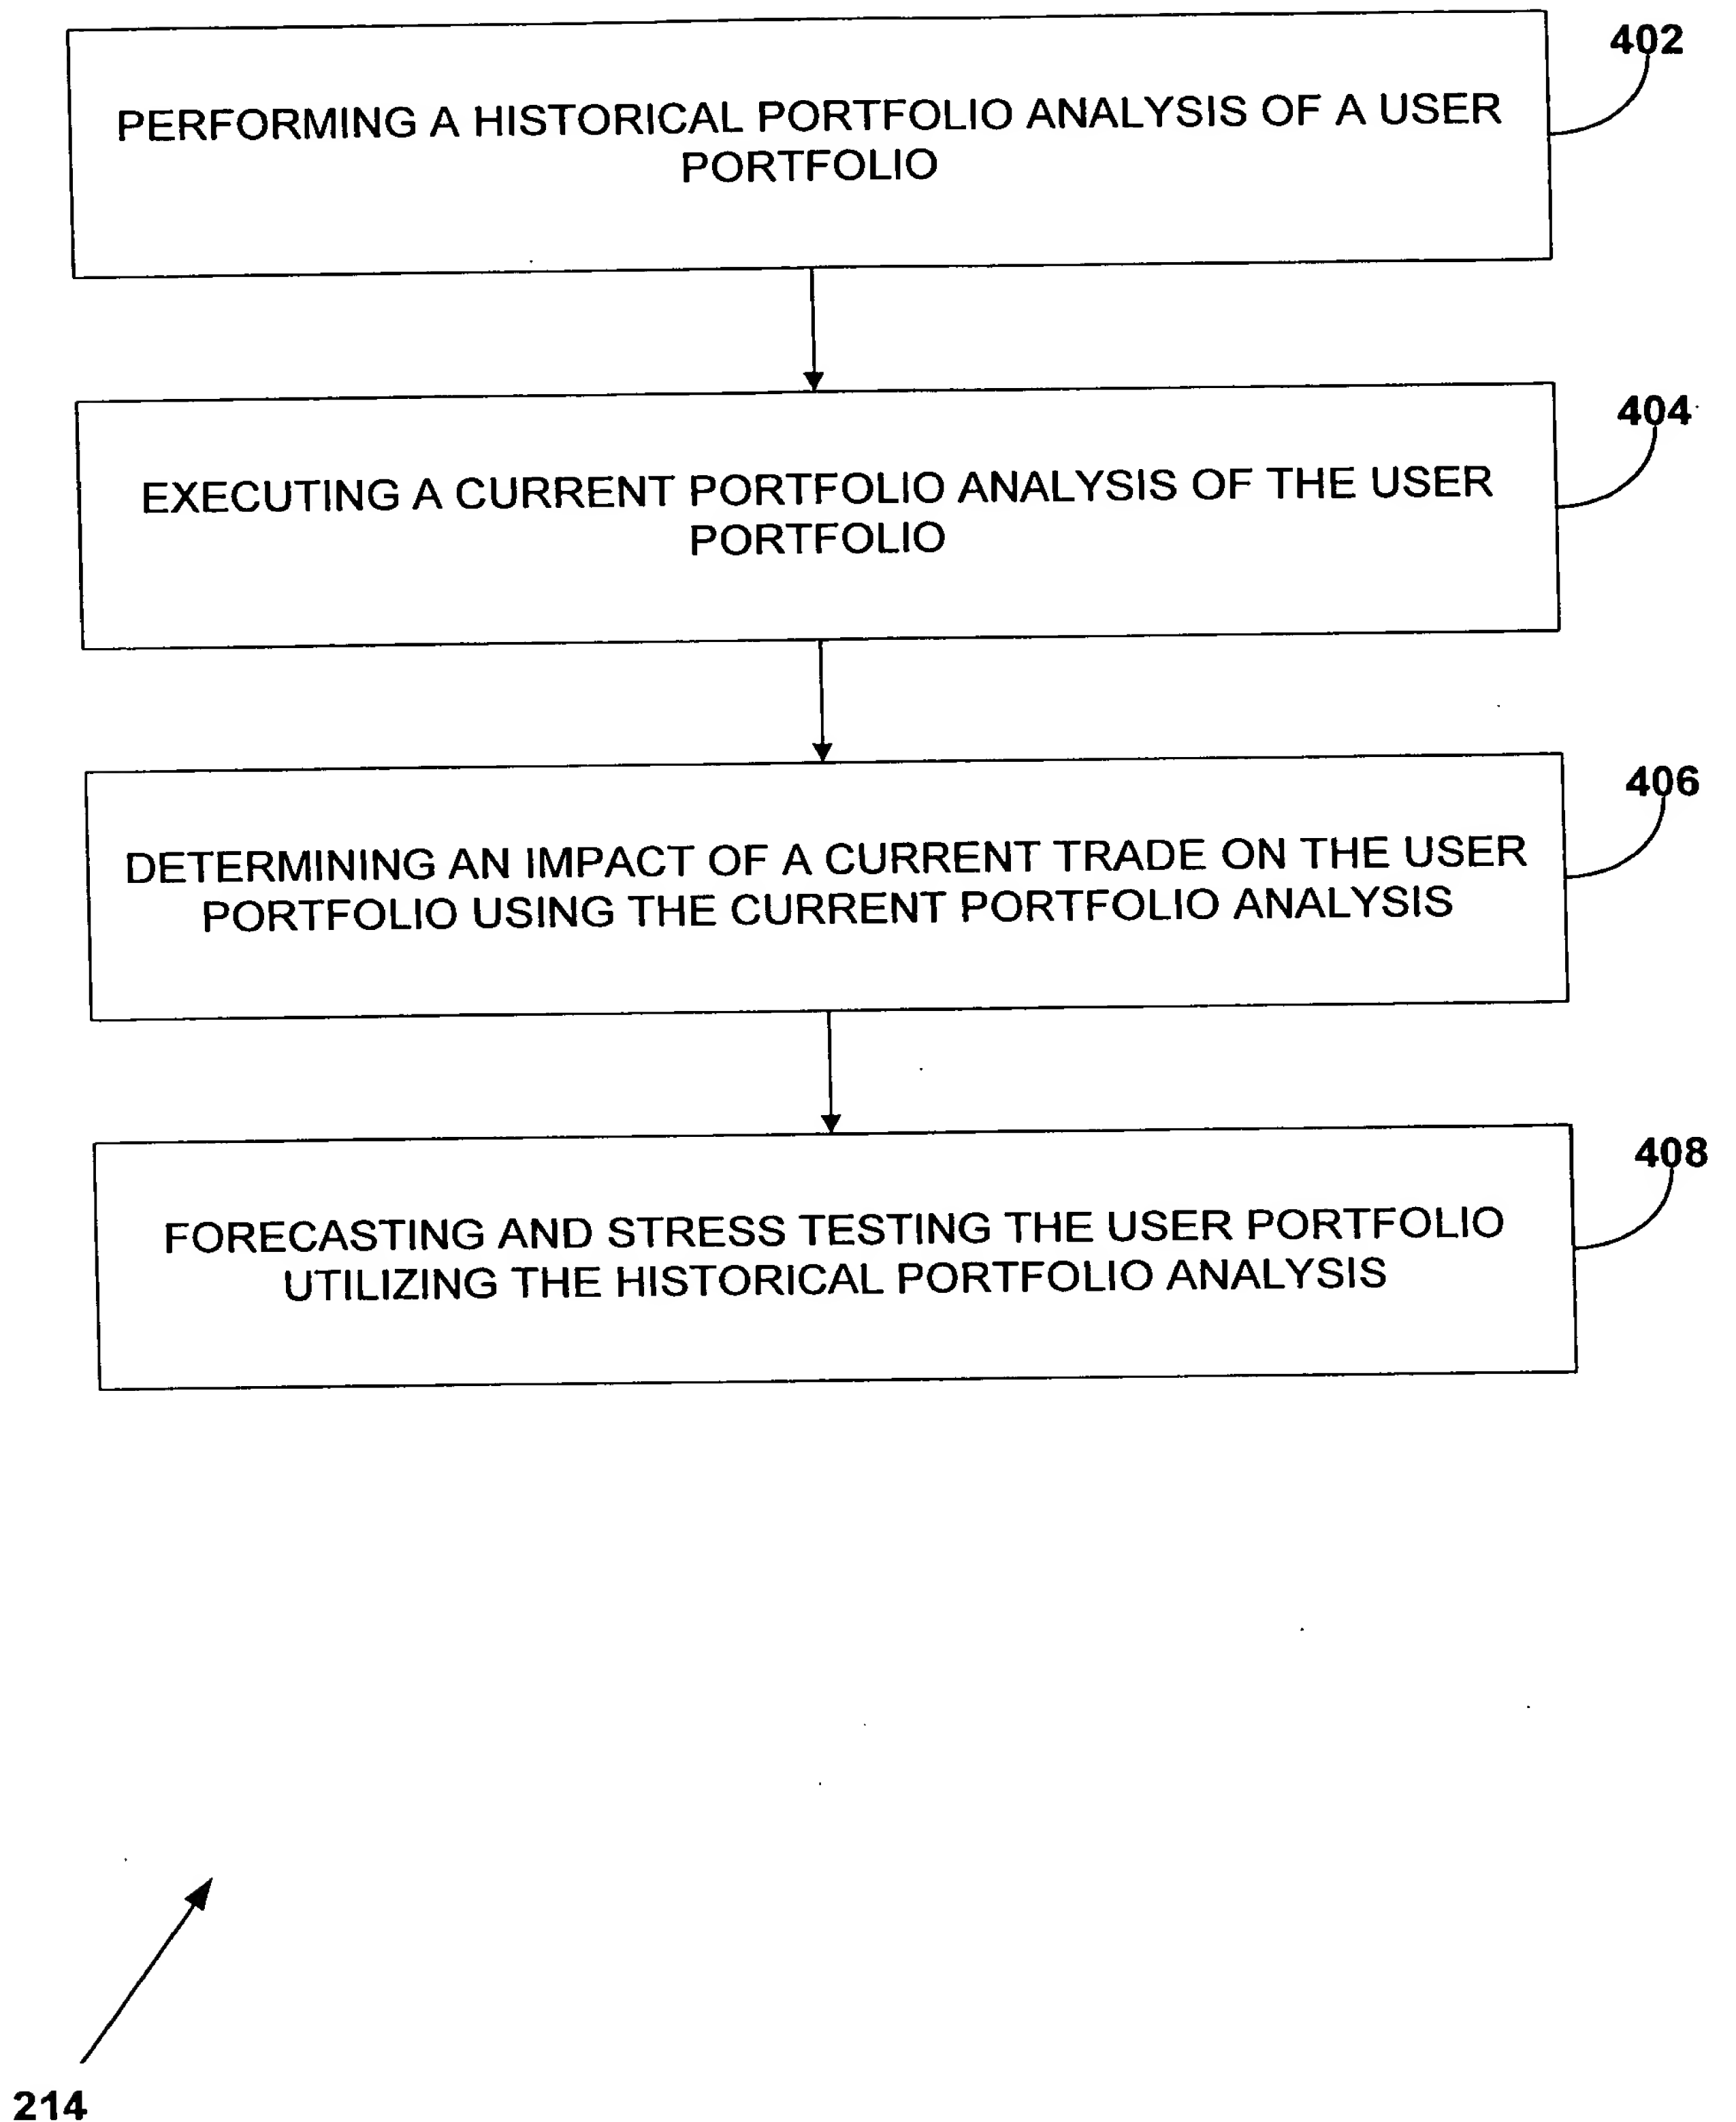 402
PERFORMING A HISTORICAL PORTFOLIO ANALYSIS OF A USER
PORTFOLIO
404
EXECUTING A CURRENT PORTFOLIO ANALYSIS OF THE USER
PORTFOLIO
406
DETERMINING AN IMPACT OF A CURRENT TRADE ON THE USER
PORTFOLIO USING THE CURRENT PORTFOLIO ANALYSIS
408
FORECASTING AND STRESS TESTING THE USER PORTFOLIO
UTILIZING THE HISTORICAL PORTFOLIO ANALYSIS
214